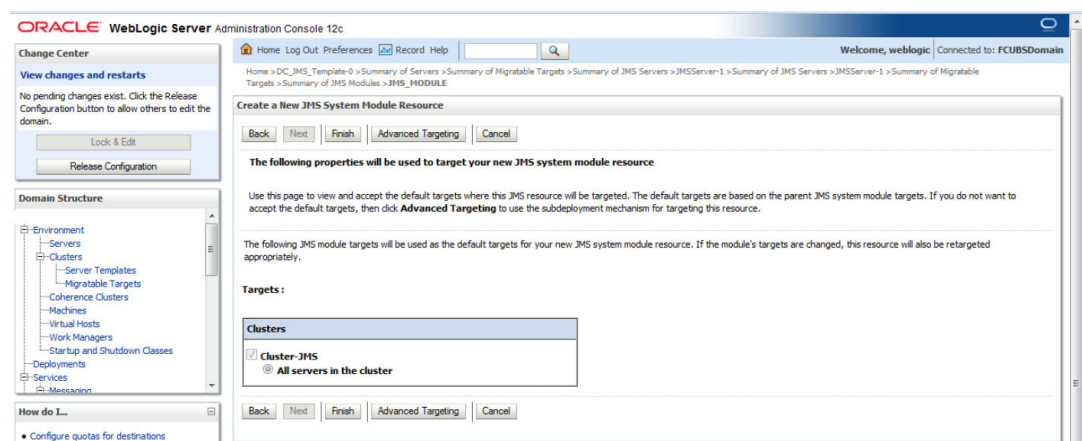 ORACLE WebLogic Server Administration Console 12c
Change Center
View changes and restarts
No pending changes exist. Click the Release
Configuration button to allow others to edit the
domain.
Lock & Edit
Release Configuration
Domain Structure
Environment
Servers
Clusters
Server Templates
Migratable Targets
Coherence Clusters
Machines
Virtual Hosts
Work Managers
Startup and Shutdown Classes
Deployments
Services
Messaging
How do I...
Configure quotas for destinations
Home Log Out Preferences Record Help
Welcome, weblogic Connected to: FCUBSDomain
Home >DC_JMS_Template-0 >Summary of Servers >Summary of Migratable Targets >Summary of JMS Servers >JMSServer-1 >Summary of JMS Servers >JMSServer-1 >Summary of Migratable
Targets >Summary of JMS Modules >JMS_MODULE
Create a New JMS System Module Resource
Back Next Finish Advanced Targeting Cancel
The following properties will be used to target your new JMS system module resource
Use this page to view and accept the default targets where this JMS resource will be targeted. The default targets are based on the parent JMS system module targets. If you do not want to
accept the default targets, then click Advanced Targeting to use the subdeployment mechanism for targeting this resource.
The following JMS module targets will be used as the default targets for your new JMS system module resource. If the module's targets are changed, this resource will also be retargeted
appropriately.
Targets :
Clusters
Cluster-JMS
All servers in the cluster
Back Next Finish Advanced Targeting Cancel